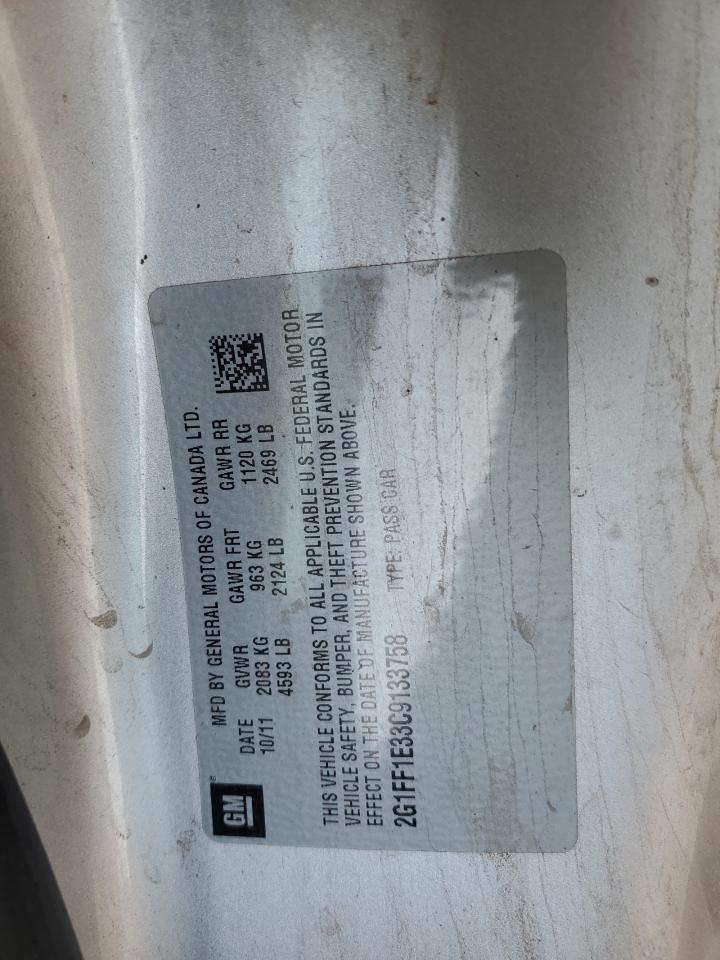 GM®
MFD BY GENERAL MOTORS OF CANADA LTD.
DATE GVWR GAWR FRT GAWR RR
10/11 2083 KG 963 KG 1120 KG
4593 LB 2124 LB 2469 LB
THIS VEHICLE CONFORMS TO ALL APPLICABLE U.S. FEDERAL MOTOR
VEHICLE SAFETY, BUMPER, AND THEFT PREVENTION STANDARDS IN
EFFECT ON THE DATE OF MANUFACTURE SHOWN ABOVE.
2G1FF1E33C9133758 TYPE: PASS CAR